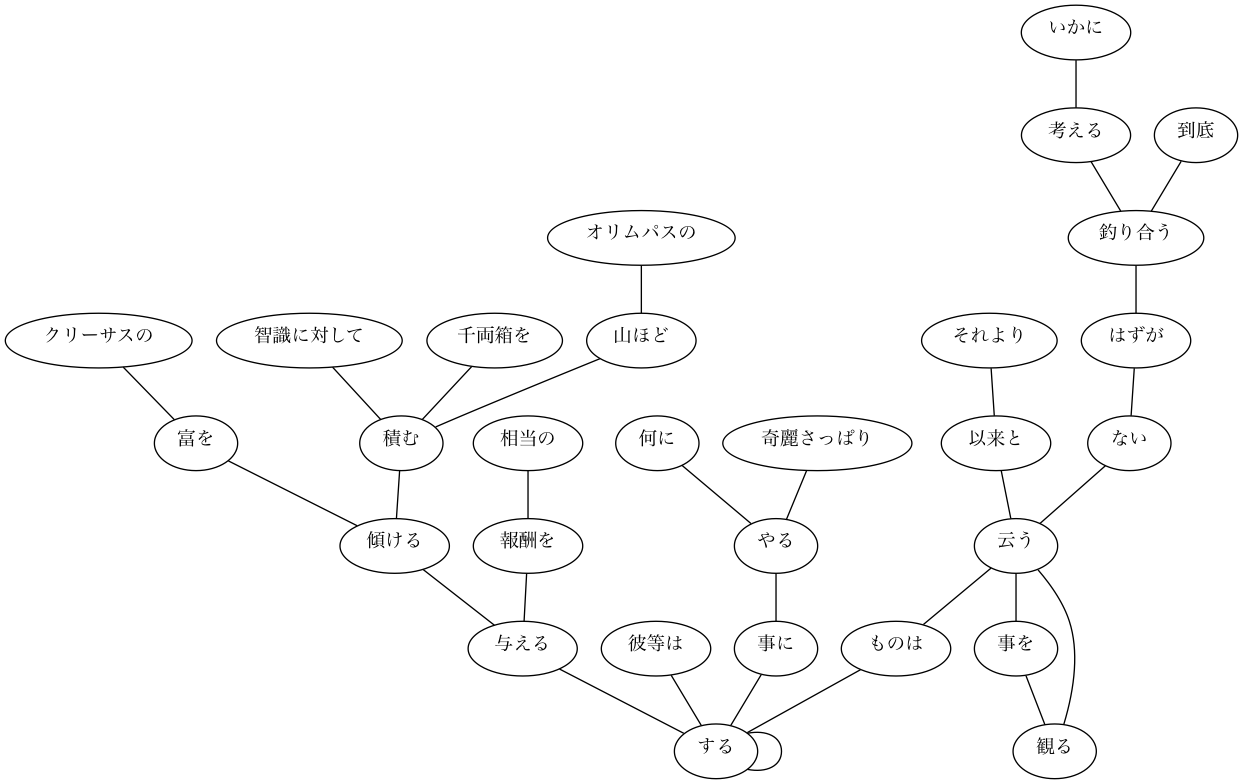 いかに
考える
到底
オリムパスの
釣り合う
クリーサスの
智識に対して
千両箱を
山ほど
それより
はずが
富を
積む
相当の
何に
奇麗さっぱり
以来と
ない
傾ける
報酬を
やる
云う
与える
彼等は
事に
ものは
事を
する
観る